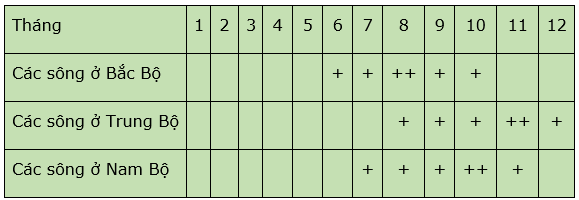 Tháng 1 2 3 4 5 6 7 8 9 10 11 12
Các sông ở Bắc Bộ + + ++ + +
Các sông ở Trung Bộ + + + ++ +
Các sông ở Nam Bộ + + + ++ +